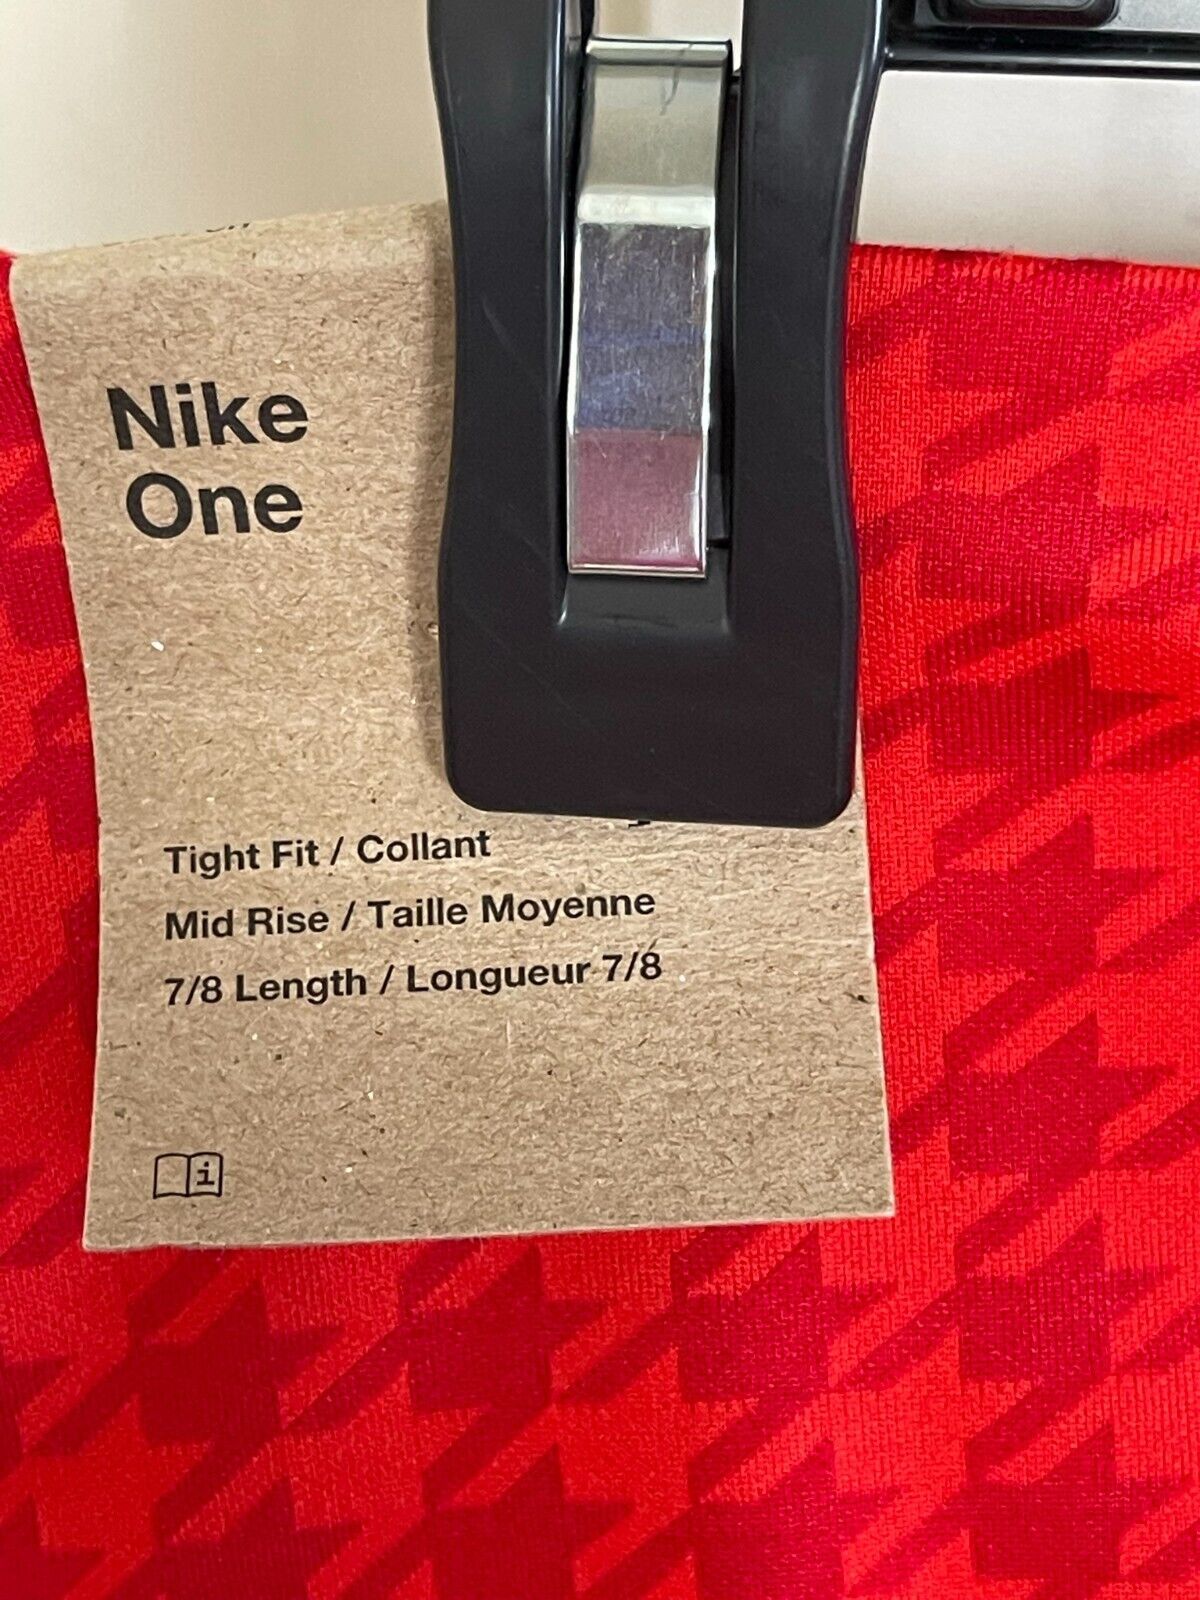 Nike
One
Tight Fit / Collant
Mid Rise / Taille Moyenne
7/8 Length / Longueur 7/8
i